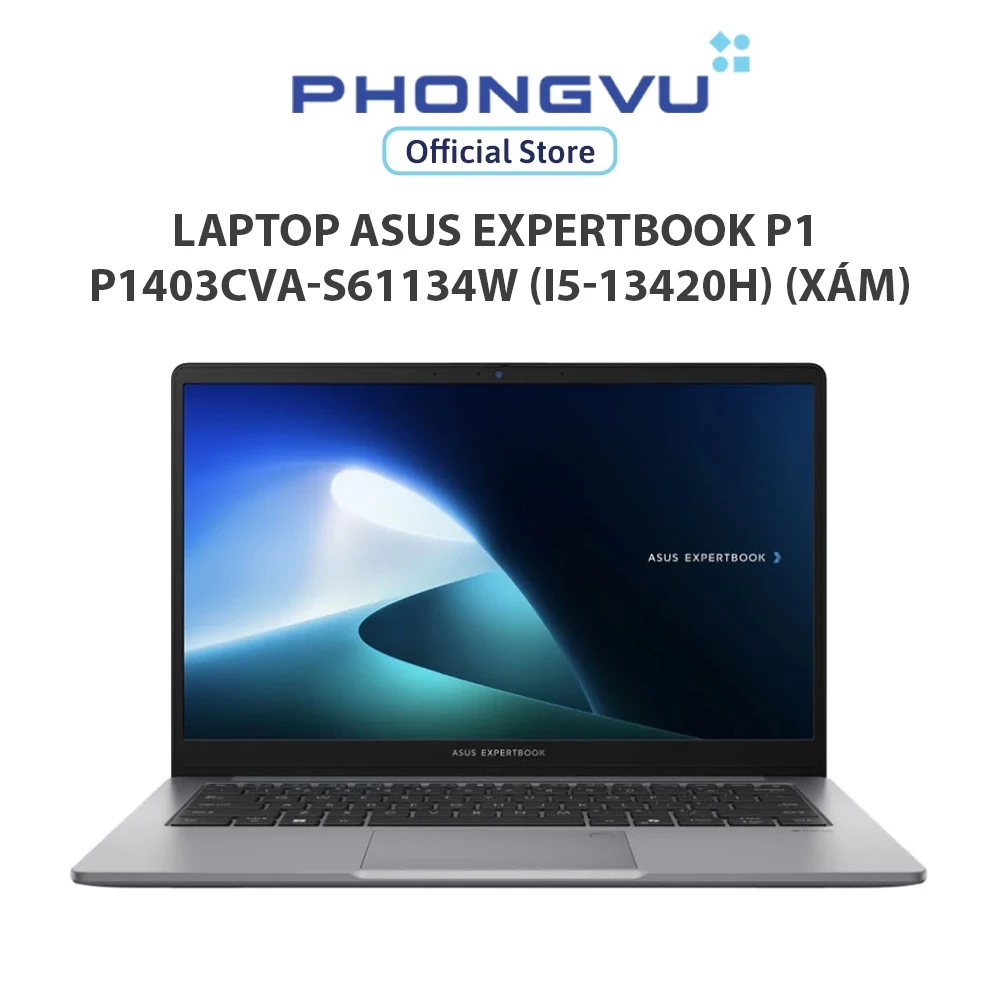 PHONGVU
Official Store
LAPTOP ASUS EXPERTBOOK P1
P1403CVA-S61134W (I5-13420H) (XÁM)
ASUS EXPERTBOOK
ASUS EXPERTBOOK